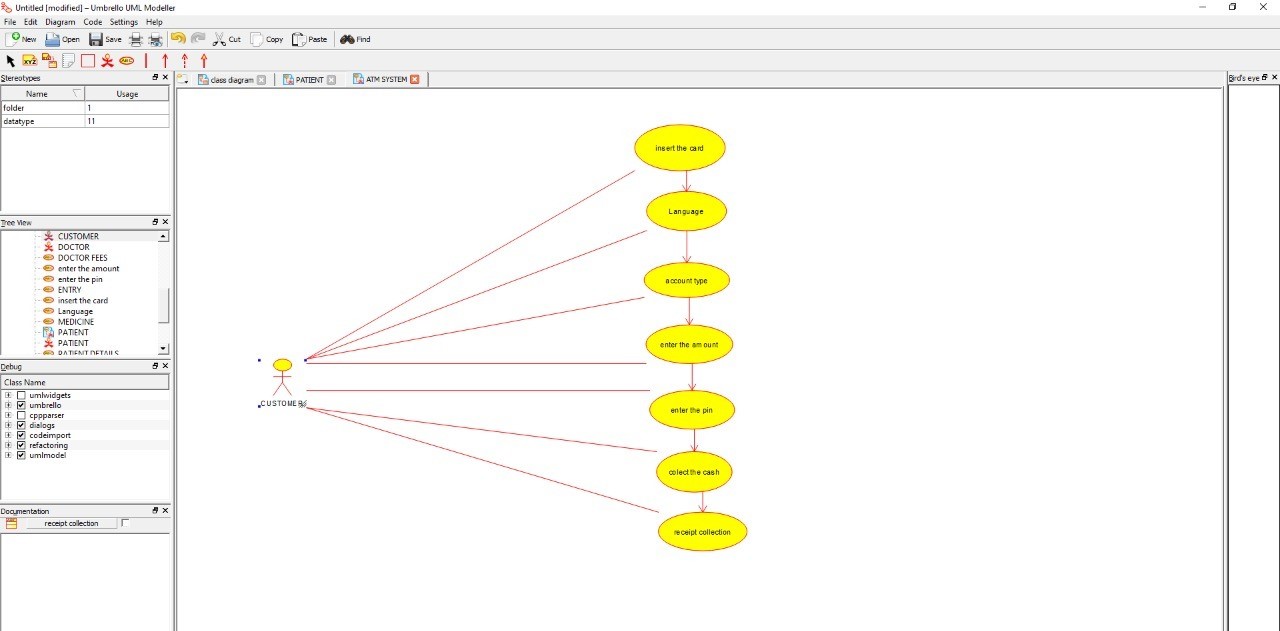 Untitled [modified] – Umbrello UML Modeller
File Edit Diagram Code Settings Help
New Open Save Cut Copy Paste Find
Stereotypes
class diagram PATIENT ATM SYSTEM
Bird's eye
Name Usage
folder 1
datatype 11
Tree View
CUSTOMER
DOCTOR
DOCTOR FEES
enter the amount
enter the pin
ENTRY
insert the card
Language
MEDICINE
PATIENT
PATIENT
PATIENT DETAILS
Debug
Class Name
umlwidgets
umbrello
cppparser
dialogs
codeimport
refactoring
umlmodel
Documentation
receipt collection
insert the card
Language
account type
enter the amount
CUSTOMER
enter the pin
colect the cash
receipt collection